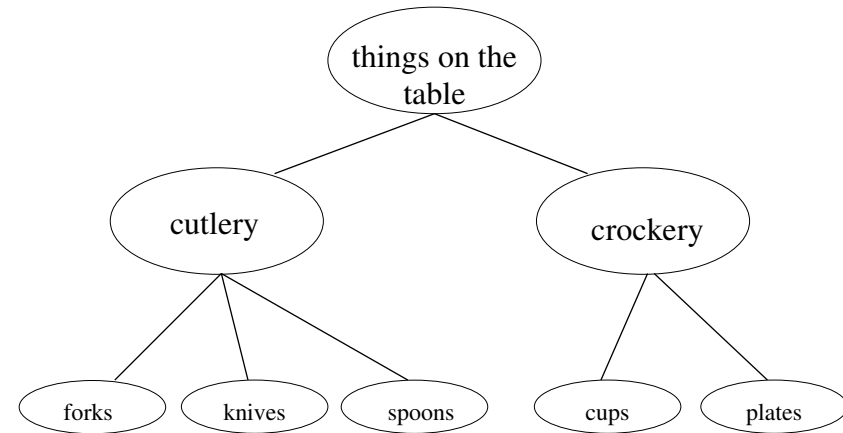 things on the
table
cutlery
crockery
forks
knives
spoons
cups
plates